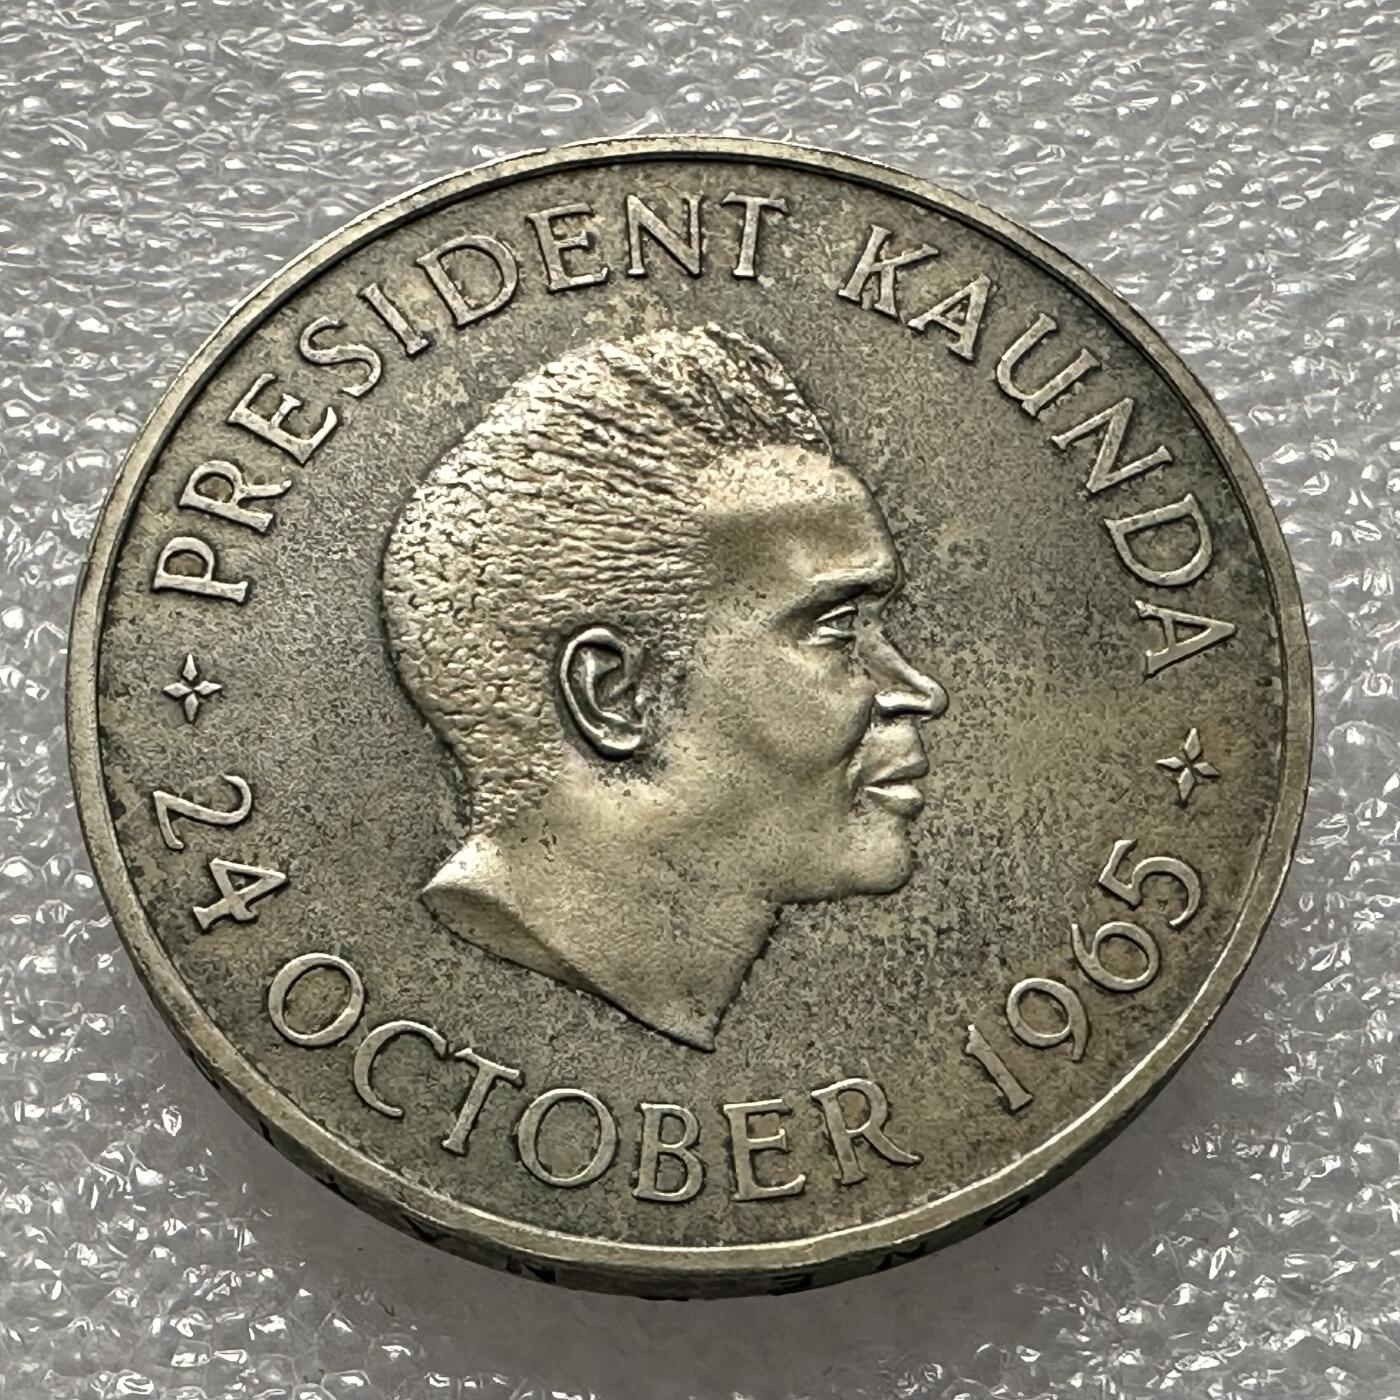 PRESIDENT KAUNDA
24 OCTOBER 1965